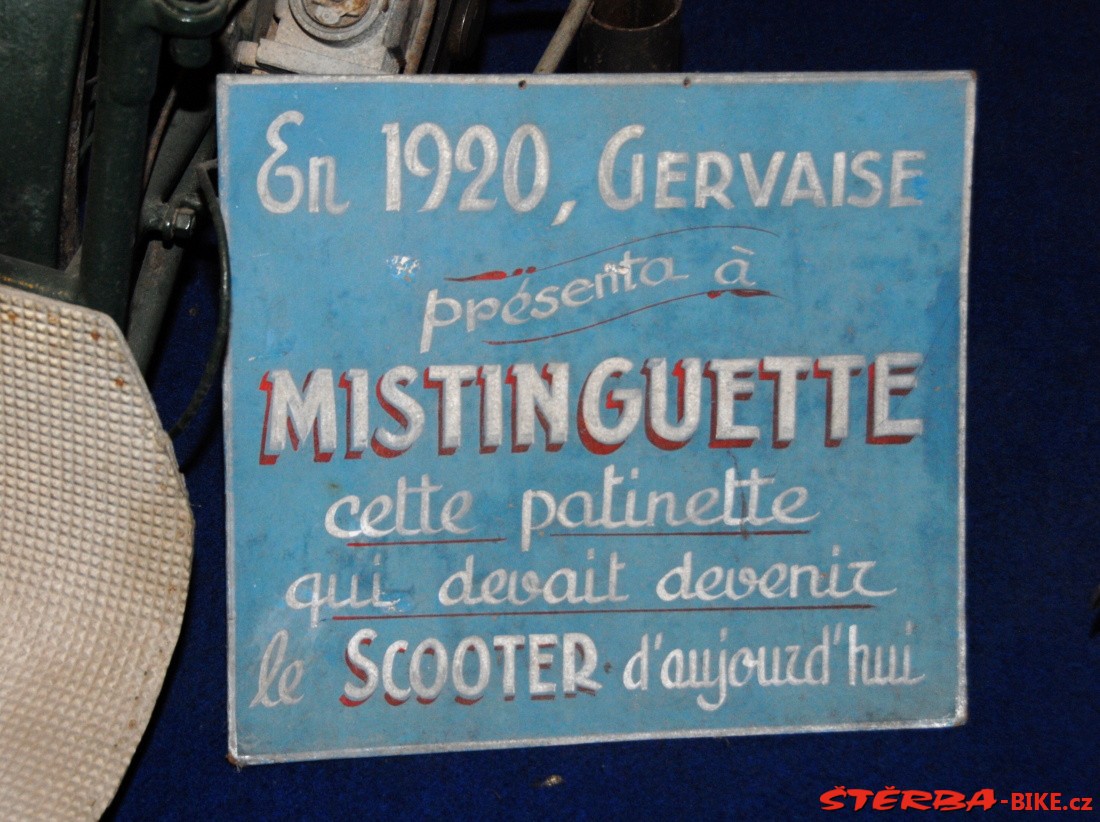 En 1920, GERVAISE
présenta à
MISTINGUETTE
cette patinette
qui devait devenir
le SCOOTER d'aujourd'hui
ŠTĚRBA-BIKE.cz